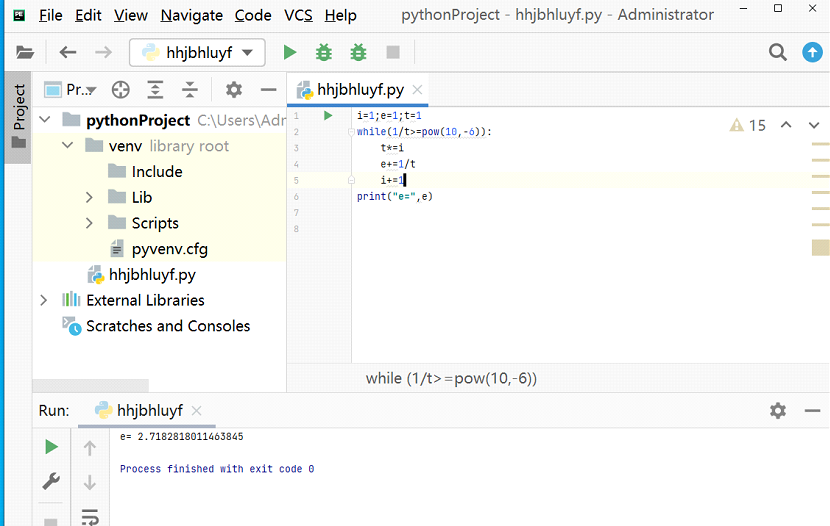 File Edit View Navigate Code VCS Help pythonProject - hhjbhluyf.py - Administrator
hhjbhluyf
Project
Pr..
hhjbhluyf.py
pythonProject C:\Users\Adr
venv library root
Include
Lib
Scripts
pyvenv.cfg
hhjbhluyf.py
External Libraries
Scratches and Consoles
1 i=1;e=1;t=1
2 while(1/t>=pow(10,-6)):
3 t*=i
4 e+=1/t
5 i+=1
6 print("e=",e)
7
8
15
while (1/t>=pow(10,-6))
Run: hhjbhluyf
e= 2.7182818011463845
Process finished with exit code 0